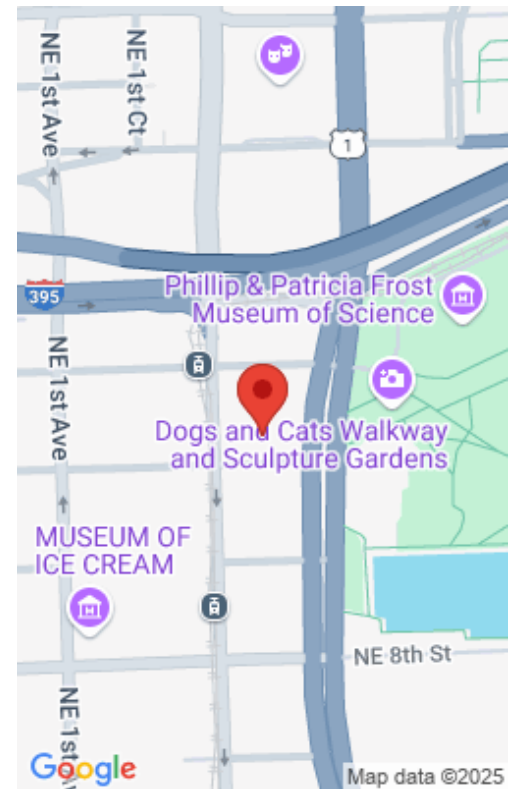 NE 1st Ave
NE 1st Ct
1
395
Phillip & Patricia Frost
Museum of Science
NE 1st Ave
Dogs and Cats Walkway
and Sculpture Gardens
MUSEUM OF
ICE CREAM
NE 8th St
NE 1st
Google
Map data ©2025